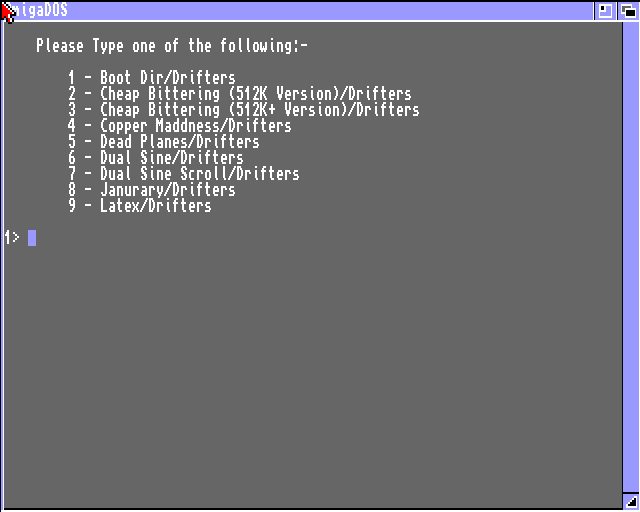 AmigaDOS
Please Type one of the following:-
1 - Boot Dir/Drifters
2 - Cheap Bittering (512K Version)/Drifters
3 - Cheap Bittering (512K+ Version)/Drifters
4 - Copper Maddness/Drifters
5 - Dead Planes/Drifters
6 - Dual Sine/Drifters
7 - Dual Sine Scroll/Drifters
8 - Janurary/Drifters
9 - Latex/Drifters
1>